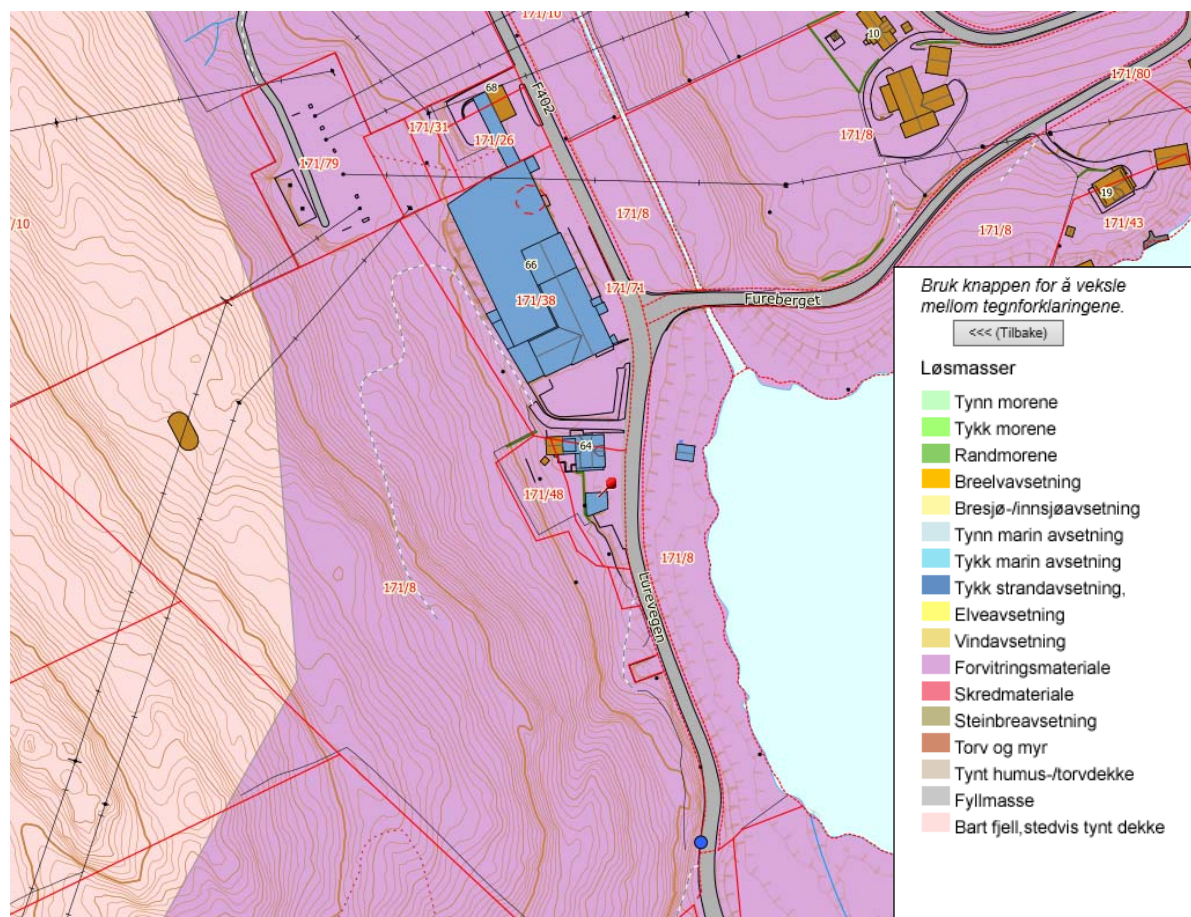 171/10
10
171/80
68
F402
171/31
171/26
171/8
171/79
19
/10
171/8
171/8
171/43
66
171/38
171/71
Fureberget
64
171/48
171/8
171/8
Lurevegen
Bruk knappen for å veksle
mellom tegnforklaringene.
<<< (Tilbake)
Løsmasser
Tynn morene
Tykk morene
Randmorene
Breelvavsetning
Bresjø-/innsjøavsetning
Tynn marin avsetning
Tykk marin avsetning
Tykk strandavsetning,
Elveavsetning
Vindavsetning
Forvitringsmateriale
Skredmateriale
Steinbreavsetning
Torv og myr
Tynt humus-/torvdekke
Fyllmasse
Bart fjell,stedvis tynt dekke